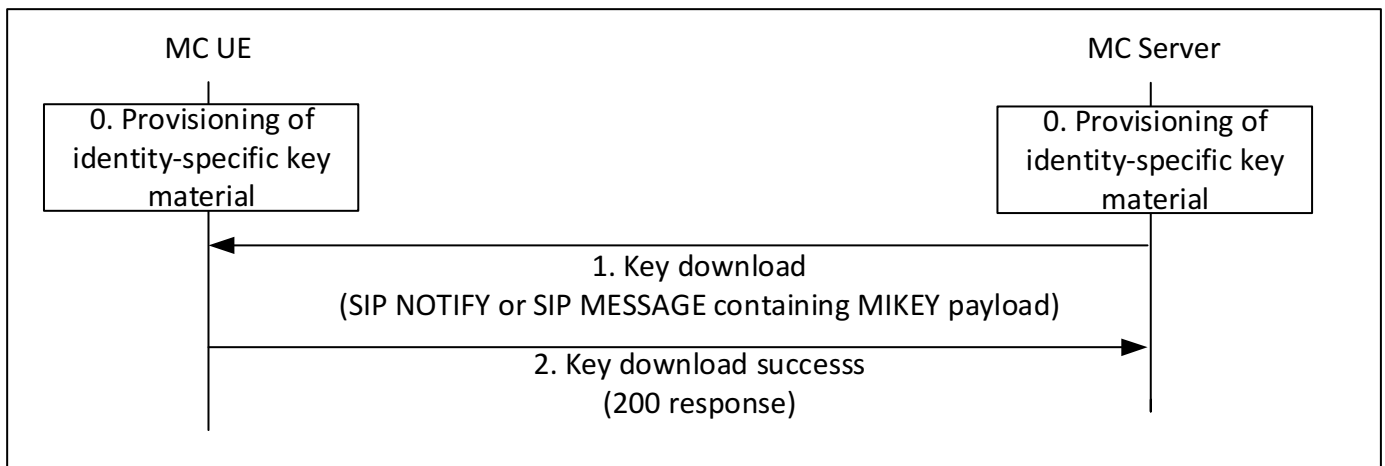 MC UE
MC Server
0. Provisioning of
identity-specific key
material
0. Provisioning of
identity-specific key
material
1. Key download
(SIP NOTIFY or SIP MESSAGE containing MIKEY payload)
2. Key download successs
(200 response)